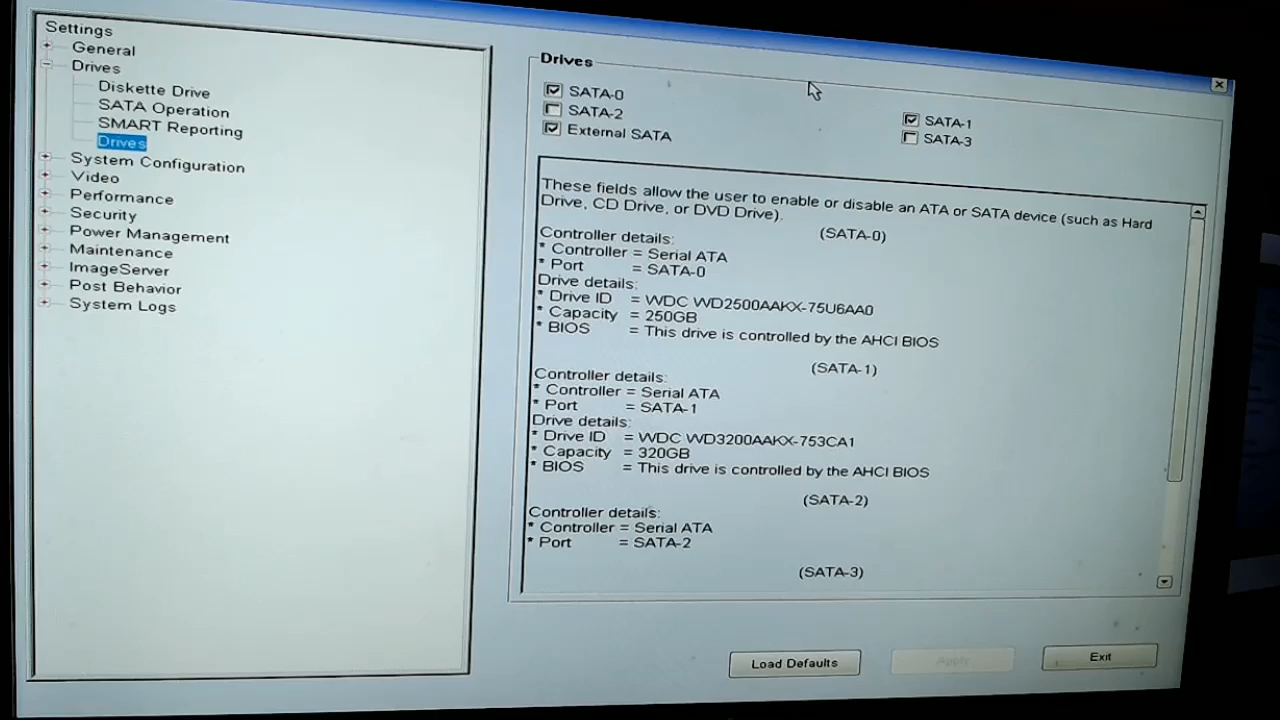 Settings
General
Drives
Diskette Drive
SATA Operation
SMART Reporting
Drives
System Configuration
Video
Performance
Security
Power Management
Maintenance
ImageServer
Post Behavior
System Logs
Drives
SATA-0
SATA-1
SATA-2
SATA-3
External SATA
These fields allow the user to enable or disable an ATA or SATA device (such as Hard
Drive, CD Drive, or DVD Drive).
(SATA-0)
Controller details:
* Controller = Serial ATA
* Port = SATA-0
Drive details:
* Drive ID = WDC WD2500AAKX-75U6AA0
* Capacity = 250GB
* BIOS = This drive is controlled by the AHCI BIOS
(SATA-1)
Controller details:
* Controller = Serial ATA
* Port = SATA-1
Drive details:
* Drive ID = WDC WD3200AAKX-753CA1
* Capacity = 320GB
* BIOS = This drive is controlled by the AHCI BIOS
(SATA-2)
Controller details:
* Controller = Serial ATA
* Port = SATA-2
(SATA-3)
Load Defaults
Apply
Exit